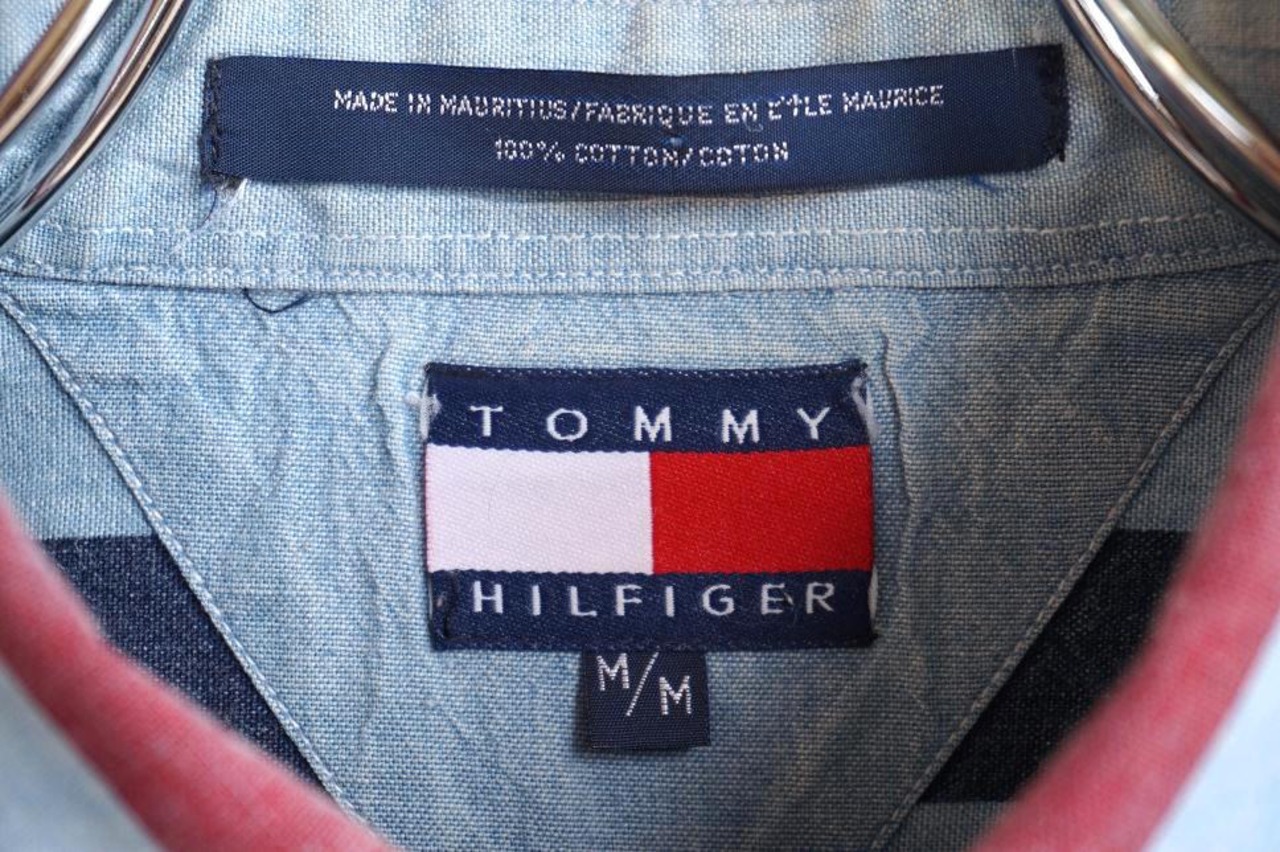 MADE IN MAURITIUS/FABRIQUE EN L'ILE MAURICE
100% COTTON/COTON
TOMMY
HILFIGER
M/M